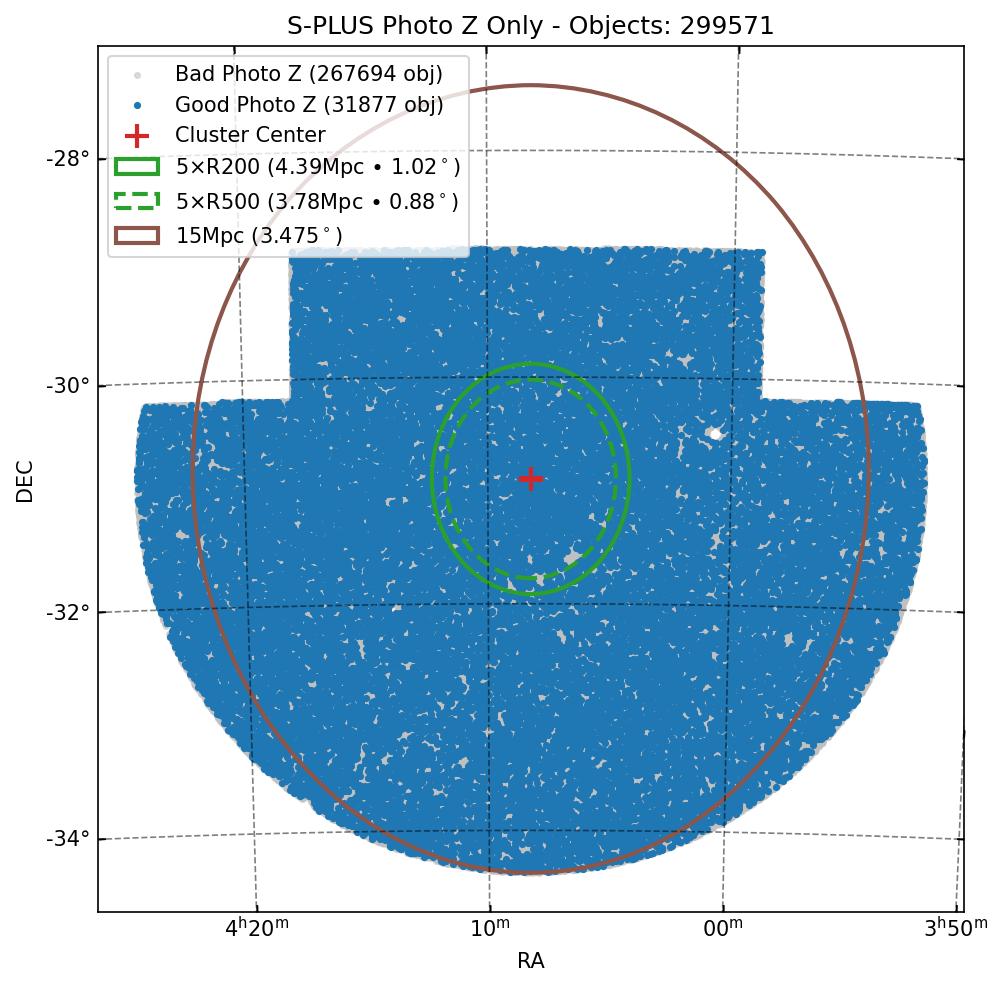 S-PLUS Photo Z Only - Objects: 299571
Bad Photo Z (267694 obj)
Good Photo Z (31877 obj)
Cluster Center
5×R200 (4.39Mpc • 1.02°)
5×R500 (3.78Mpc • 0.88°)
15Mpc (3.475°)
-28°
-30°
-32°
-34°
DEC
4ʰ20ᵐ 10ᵐ 00ᵐ 3ʰ50ᵐ
RA